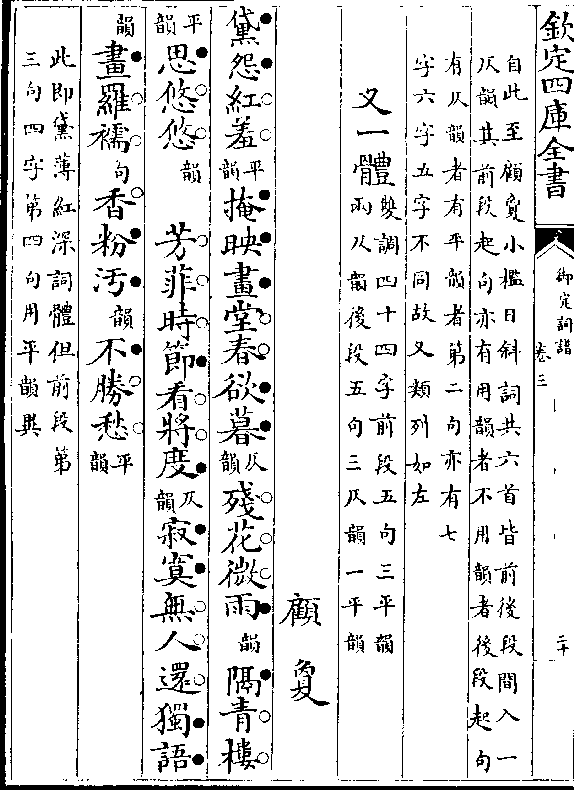 欽定四庫全書
御定詞譜
卷三
二十
自此至顧敻小檻日斜詞共六首皆前後段間入一
仄韻其前段起句亦有用韻者不用韻者後段起句
有仄韻者有平韻者第二句亦有七
字六字五字不同故又類列如左
又一體雙調四十四字前段五句三平韻
兩仄韻後段五句三仄韻一平韻
顧敻
黛怨紅羞平韻掩映畫堂春欲暮仄韻殘花微雨韻隔青樓
平韻思悠悠韻 芳菲時節看將度仄韻寂寞無人還獨語
韻畫羅襦句香粉汚韻不勝愁平韻
此即黛薄紅深詞體但前段第
三句四字第四句用平韻異